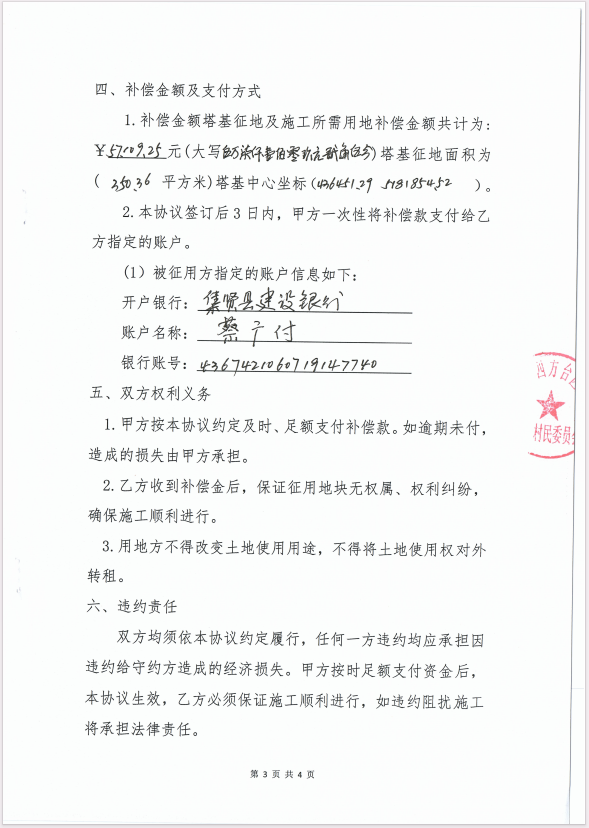 四、补偿金额及支付方式
1.补偿金额塔基征地及施工所需用地补偿金额共计为:
￥57109.25元(大写伍万柒仟壹佰零玖元贰角伍分)塔基征地面积为
( 350.36 平方米)塔基中心坐标(436451.29 5181854.52 )。
2.本协议签订后3日内,甲方一次性将补偿款支付给乙
方指定的账户。
(1)被征用方指定的账户信息如下:
开户银行:集贤县建设银行
账户名称:蔡广付
银行账号:4367421060719147740
五、双方权利义务
1.甲方按本协议约定及时、足额支付补偿款。如逾期未付,
造成的损失由甲方承担。
2.乙方收到补偿金后,保证征用地块无权属、权利纠纷,
确保施工顺利进行。
3.用地方不得改变土地使用用途,不得将土地使用权对外
转租。
六、违约责任
双方均须依本协议约定履行,任何一方违约均应承担因
违约给守约方造成的经济损失。甲方按时足额支付资金后,
本协议生效,乙方必须保证施工顺利进行,如违约阻扰施工
将承担法律责任。
第 3 页 共 4 页
四方台
村民委员